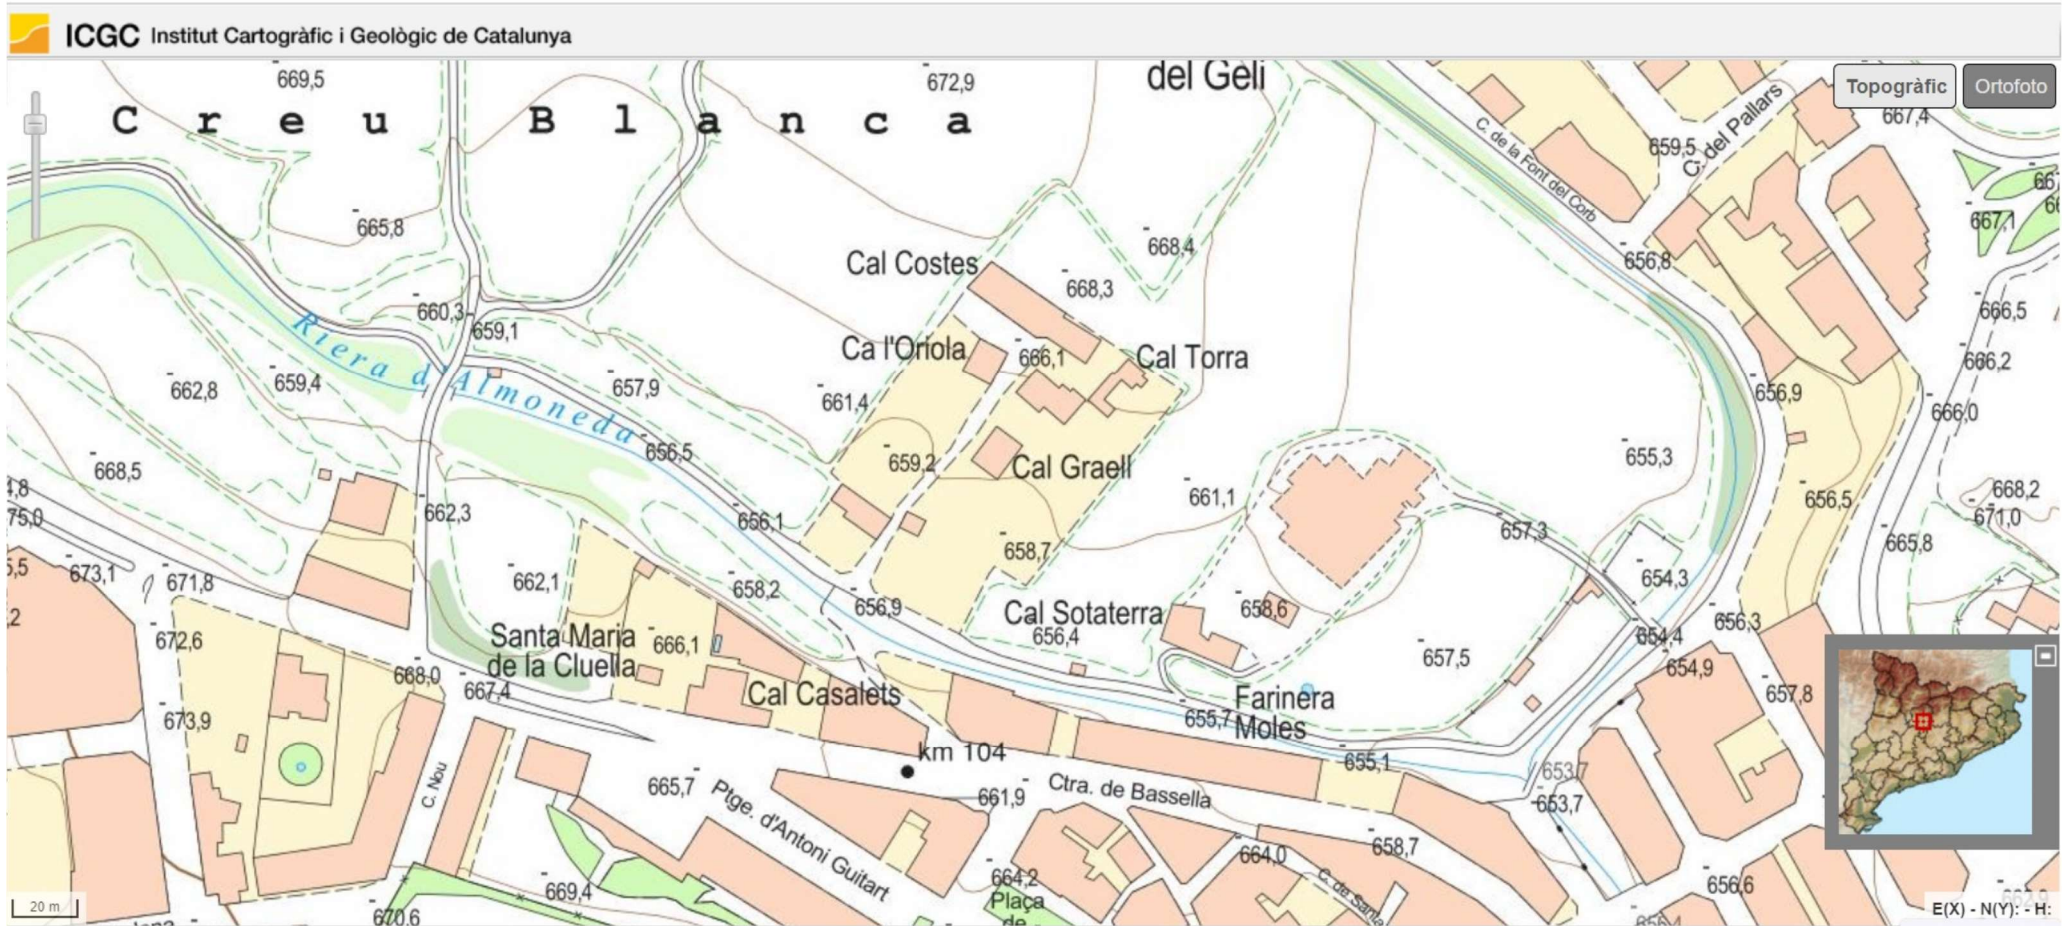 ICGC Institut Cartogràfic i Geològic de Catalunya
Topogràfic
Ortofoto
669,5
672,9
del Geli
Creu Blanca
C. de la Font del Corb
C. del Pallars
659,5
667,4
667,1
665,8
668,4
656,8
Cal Costes
668,3
660,3
659,1
666,5
Riera d'Almoneda
Ca l'Oriola
666,1
Cal Torra
666,2
662,8
659,4
657,9
661,4
656,9
666,0
668,5
656,5
659,2
Cal Graell
655,3
661,1
656,5
668,2
671,0
662,3
656,1
657,3
665,8
673,1
671,8
658,7
662,1
658,2
656,9
654,3
Cal Sotaterra
656,4
658,6
656,3
672,6
Santa Maria
de la Cluella
666,1
657,5
654,4
654,9
668,0
667,4
Cal Casalets
Farinera
Moles
657,8
673,9
655,7
km 104
655,1
653,7
653,7
C. Nou
665,7
Ptge. d'Antoni Guitart
661,9
Ctra. de Bassella
658,7
664,0
669,4
664,2
Plaça
de
C. de Santa
656,6
20 m
670,6
E(X) - N(Y): - H: